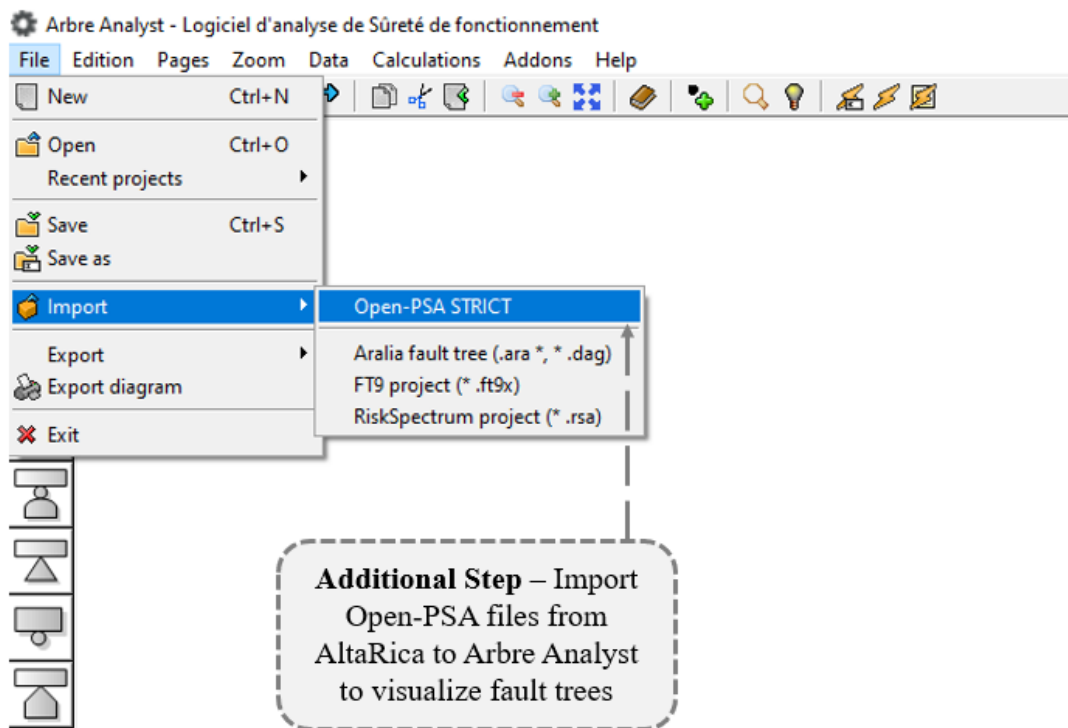 Arbre Analyst - Logiciel d'analyse de Sûreté de fonctionnement
File Edition Pages Zoom Data Calculations Addons Help
New Ctrl+N
Open Ctrl+O
Recent projects
Save Ctrl+S
Save as
Import
Open-PSA STRICT
Export
Aralia fault tree (.ara *, * .dag)
Export diagram
FT9 project (* .ft9x)
RiskSpectrum project (* .rsa)
Exit
Additional Step – Import
Open-PSA files from
AltaRica to Arbre Analyst
to visualize fault trees